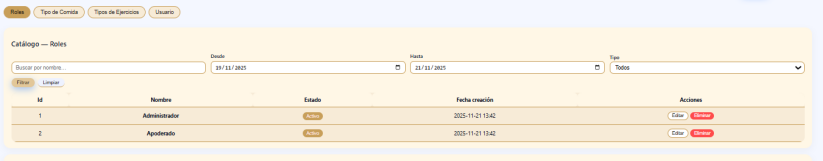 Roles Tipo de Comida Tipos de Ejercicios Usuario
Catálogo — Roles
Desde Hasta Tipo
Buscar por nombre... 19/11/2025 21/11/2025 Todos
Filtrar Limpiar
Id Nombre Estado Fecha creación Acciones
1 Administrador Activo 2025-11-21 13:42 Editar Eliminar
2 Apoderado Activo 2025-11-21 13:42 Editar Eliminar